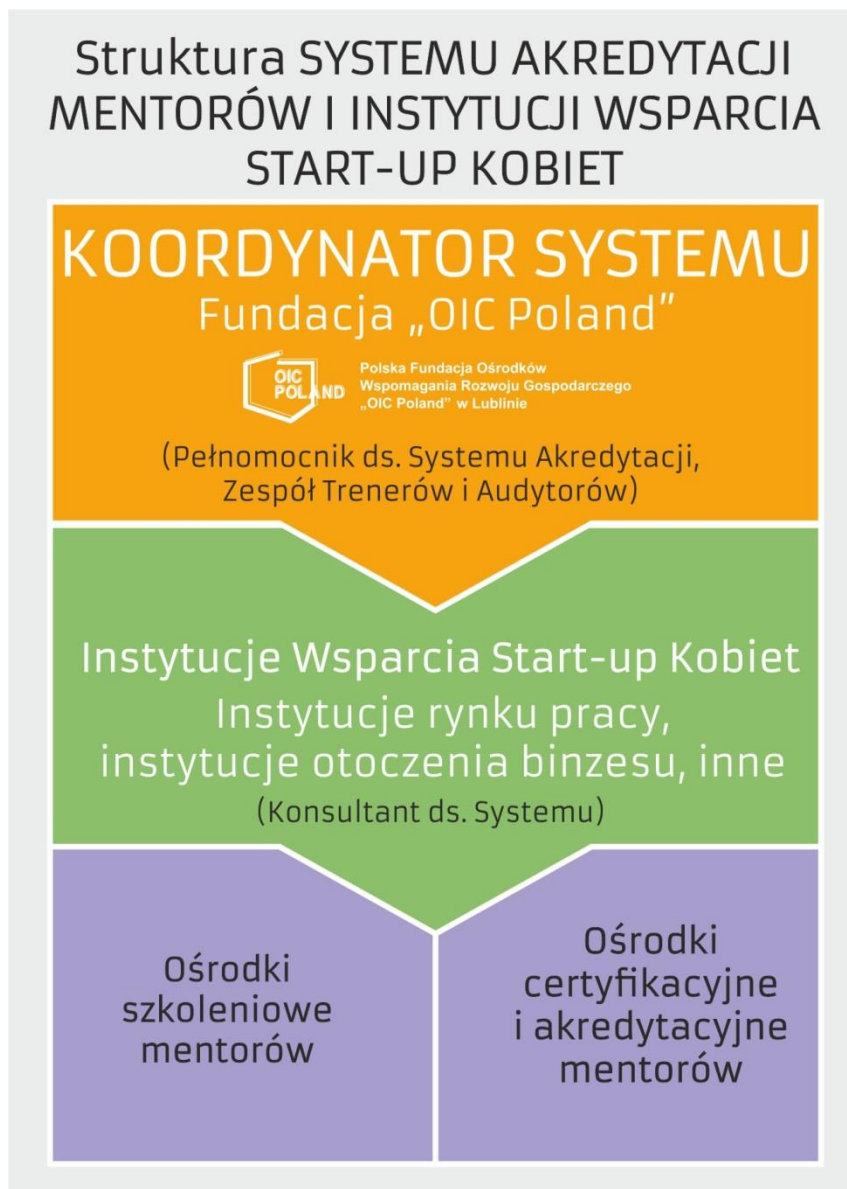 Struktura SYSTEMU AKREDYTACJI
MENTORÓW I INSTYTUCJI WSPARCIA
START-UP KOBIET
KOORDYNATOR SYSTEMU
Fundacja „OIC Poland”
OIC
POLAND
Polska Fundacja Ośrodków
Wspomagania Rozwoju Gospodarczego
„OIC Poland” w Lublinie
(Pełnomocnik ds. Systemu Akredytacji,
Zespół Trenerów i Audytorów)
Instytucje Wsparcia Start-up Kobiet
Instytucje rynku pracy,
instytucje otoczenia binzesu, inne
(Konsultant ds. Systemu)
Ośrodki
szkoleniowe
mentorów
Ośrodki
certyfikacyjne
i akredytacyjne
mentorów